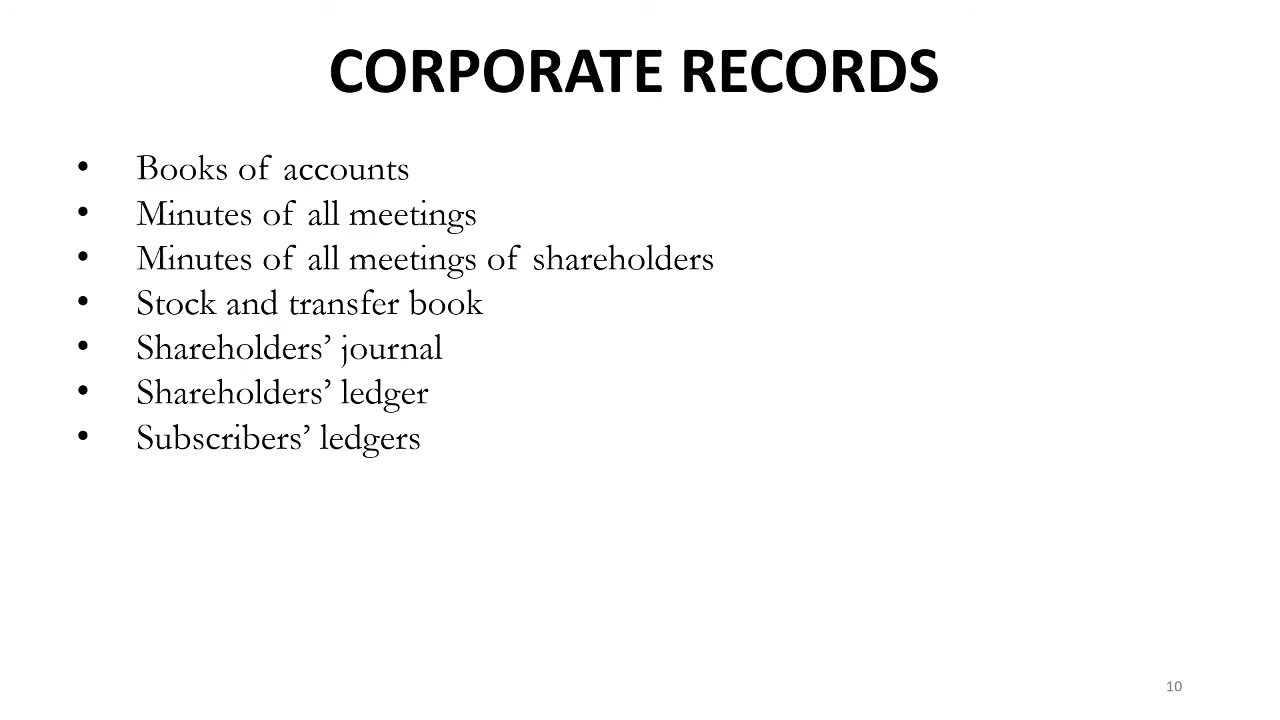 CORPORATE RECORDS
• Books of accounts
• Minutes of all meetings
• Minutes of all meetings of shareholders
• Stock and transfer book
• Shareholders’ journal
• Shareholders’ ledger
• Subscribers’ ledgers
10